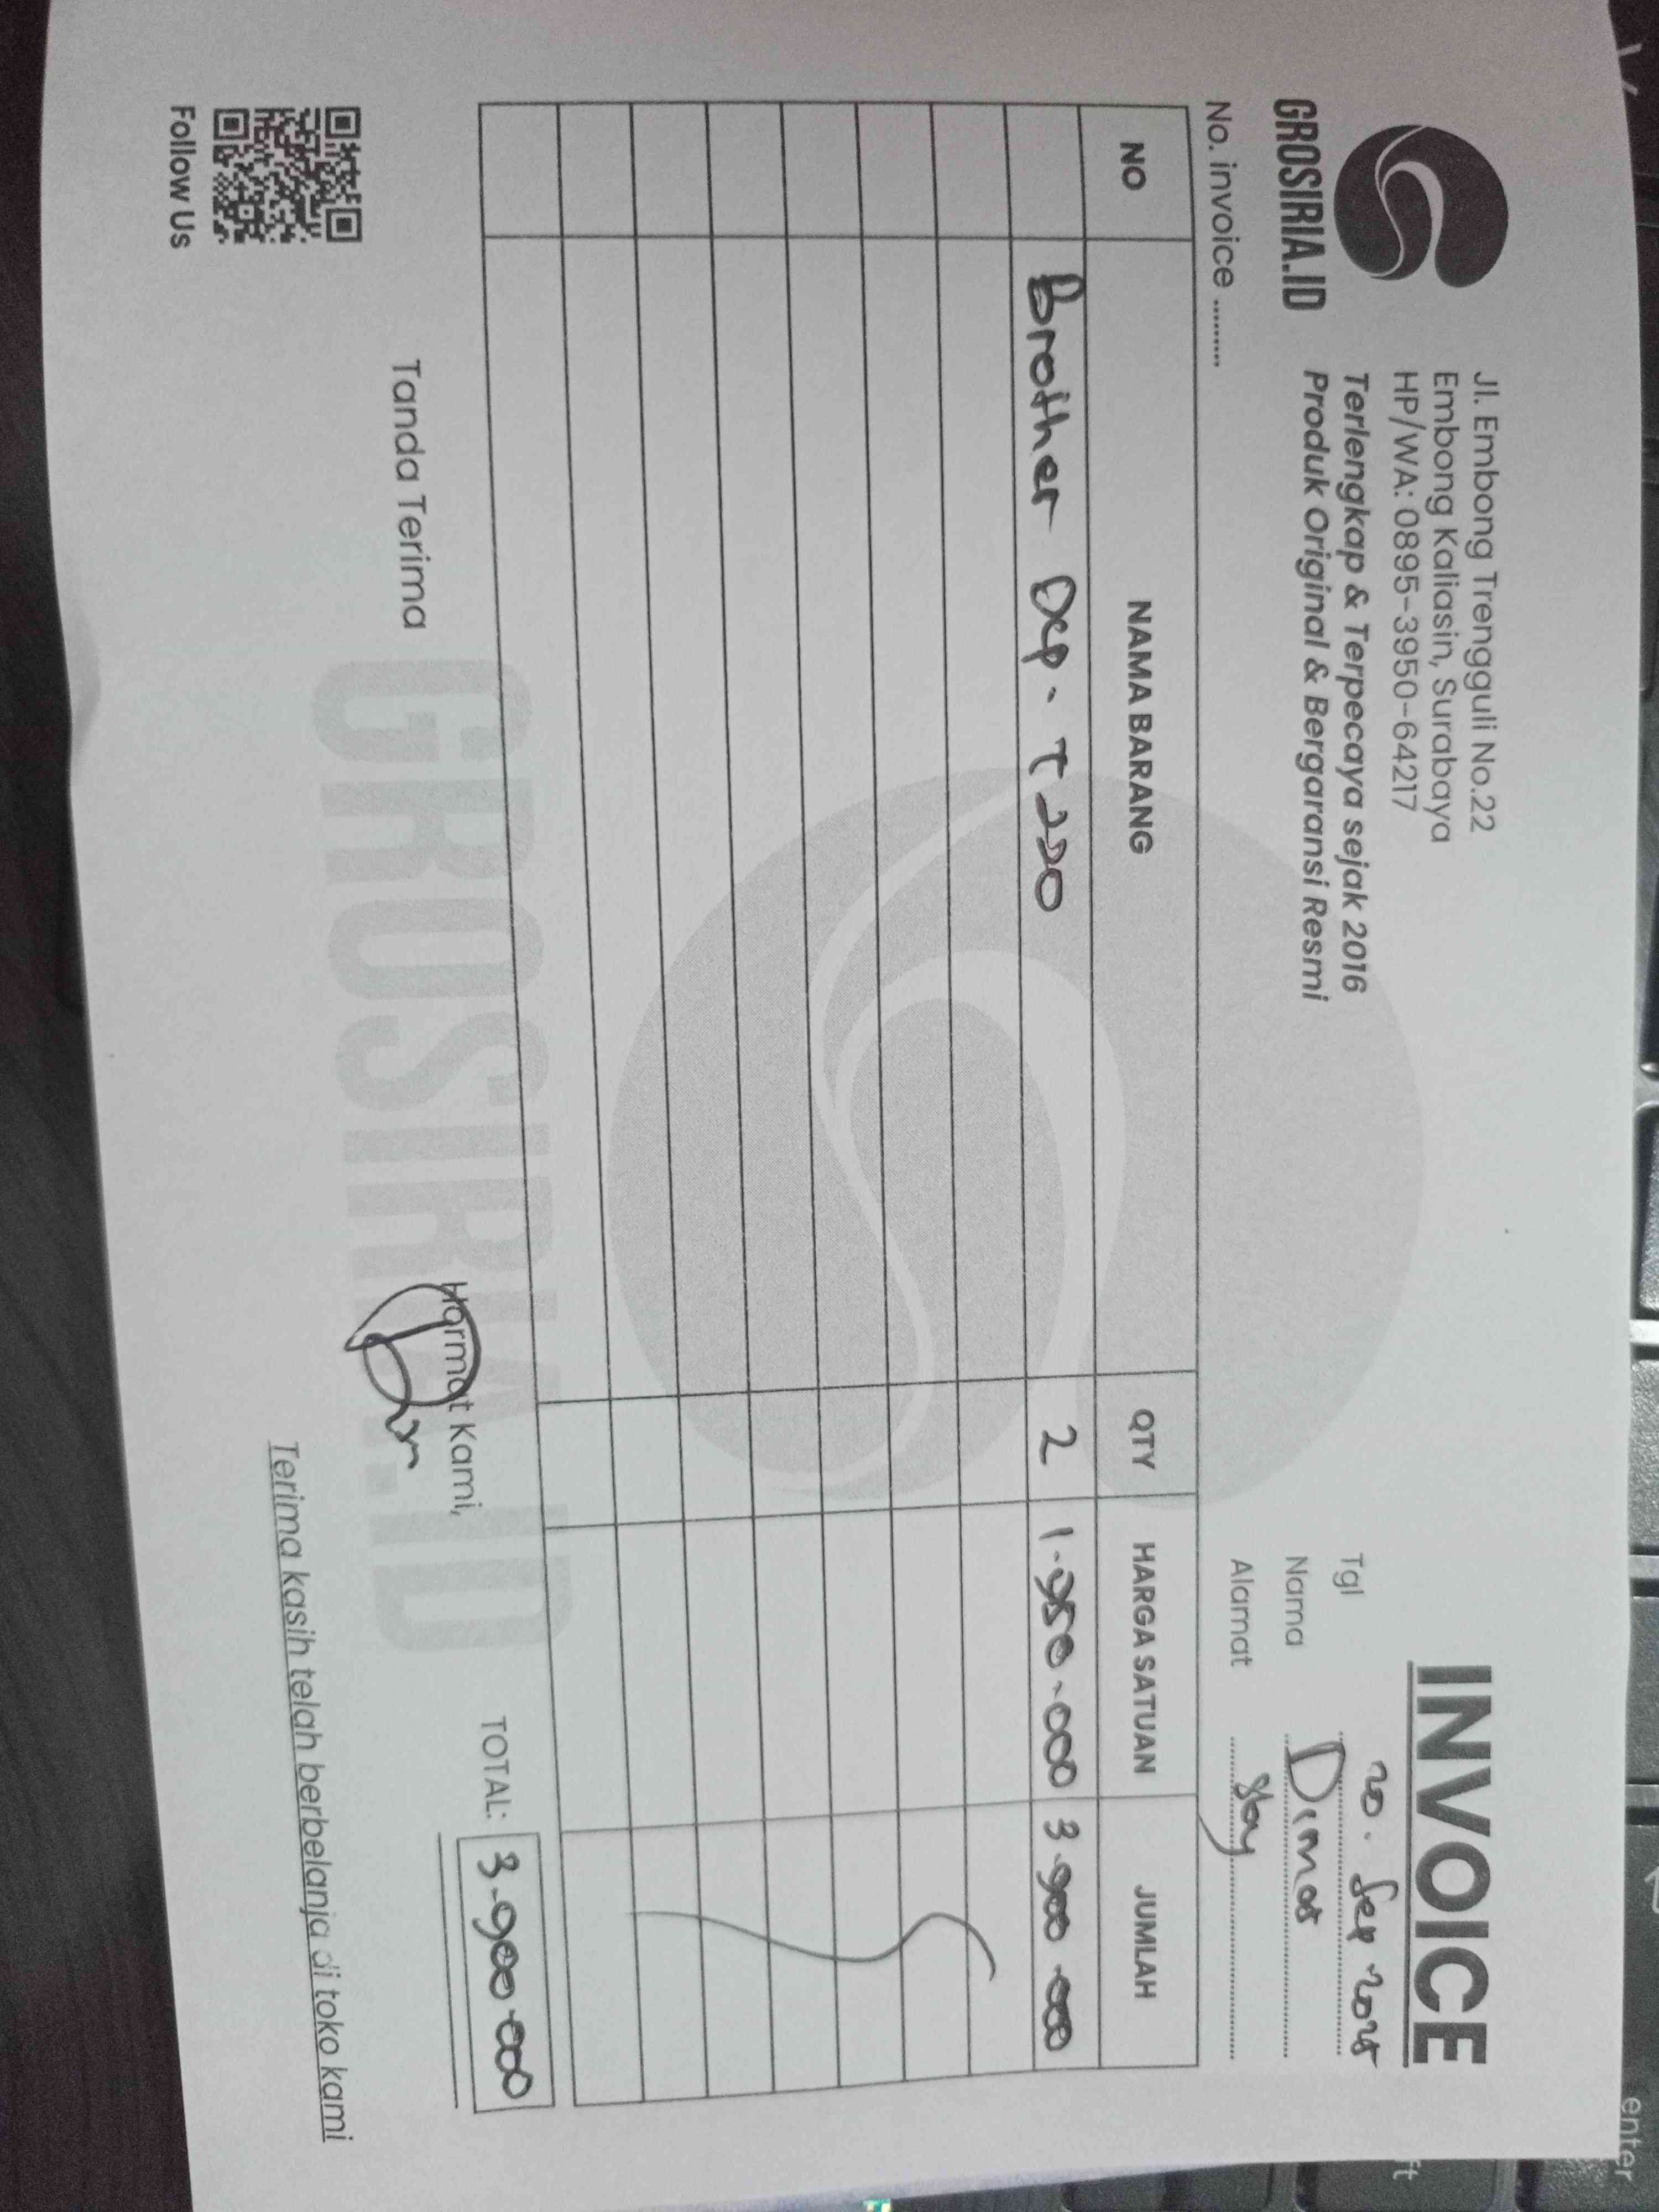 GROSIRIA.ID
Jl. Embong Trengguli No.22
Embong Kaliasin, Surabaya
HP/WA: 0895-3950-64217
Terlengkap & Terpecaya sejak 2016
Produk Original & Bergaransi Resmi
INVOICE
Tgl 20. Sep 2025
Nama Dimas
Alamat Sby
No. invoice .........
NO NAMA BARANG QTY HARGA SATUAN JUMLAH
Brother Dcp. T220 2 1.950.000 3.900.000
GROSIRIA.ID
Tanda Terima
Hormat Kami,
TOTAL: 3.900.000
Follow Us
Terima kasih telah berbelanja di toko kami
enter
ft